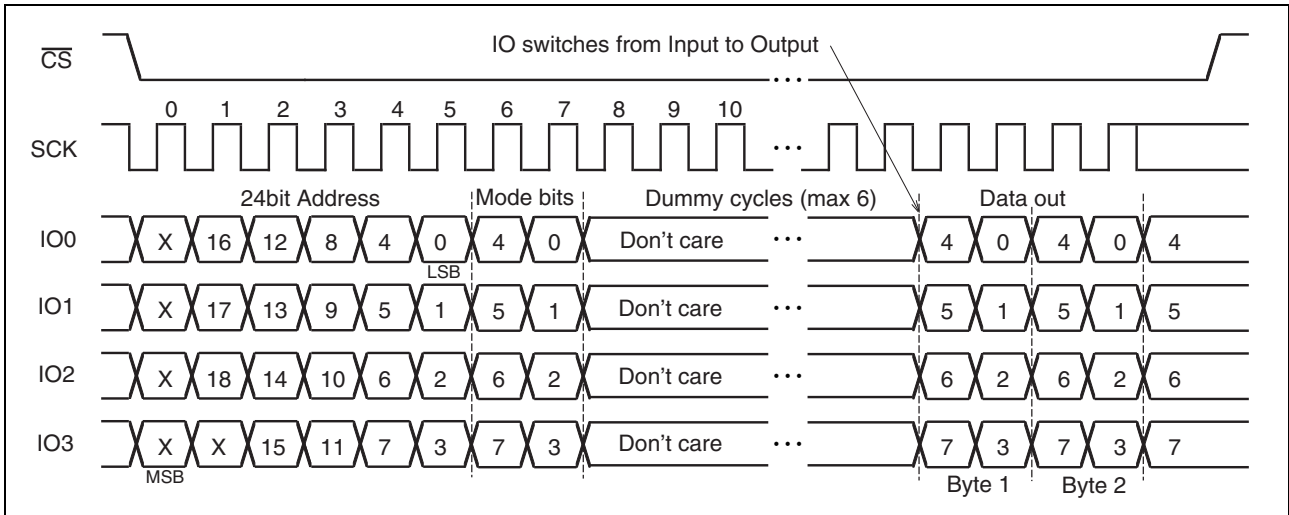 IO switches from Input to Output
CS
...
0 1 2 3 4 5 6 7 8 9 10
SCK
...
24bit Address Mode bits Dummy cycles (max 6) Data out
IO0 X 16 12 8 4 0 4 0 Don't care ... 4 0 4 0 4
LSB
IO1 X 17 13 9 5 1 5 1 Don't care ... 5 1 5 1 5
IO2 X 18 14 10 6 2 6 2 Don't care ... 6 2 6 2 6
IO3 X X 15 11 7 3 7 3 Don't care ... 7 3 7 3 7
MSB
Byte 1 Byte 2